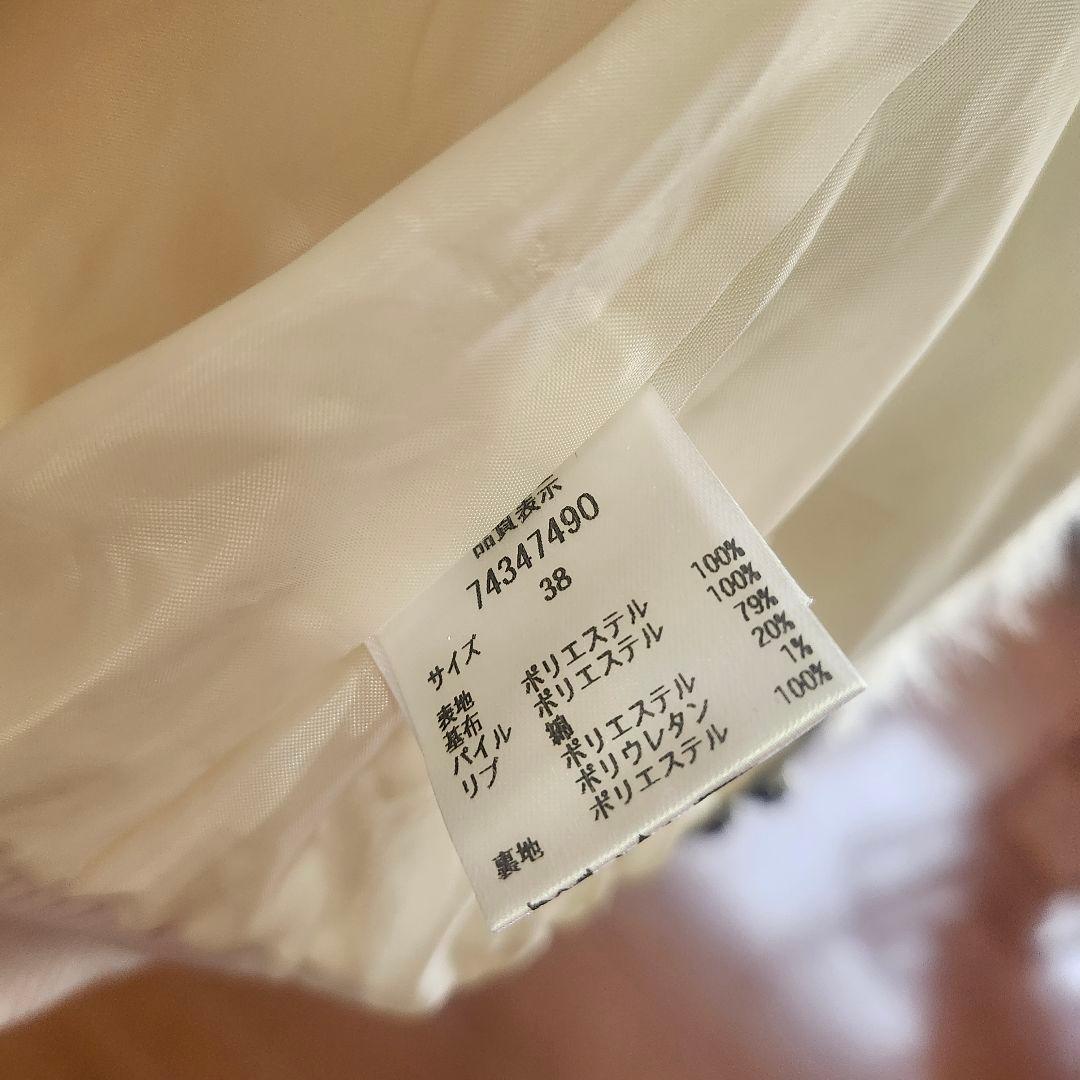 品質表示
74347490
サイズ 38
表地
基布 ポリエステル 100%
パイル ポリエステル 100%
リブ 綿 79%
ポリエステル 20%
ポリウレタン 1%
裏地 ポリエステル 100%